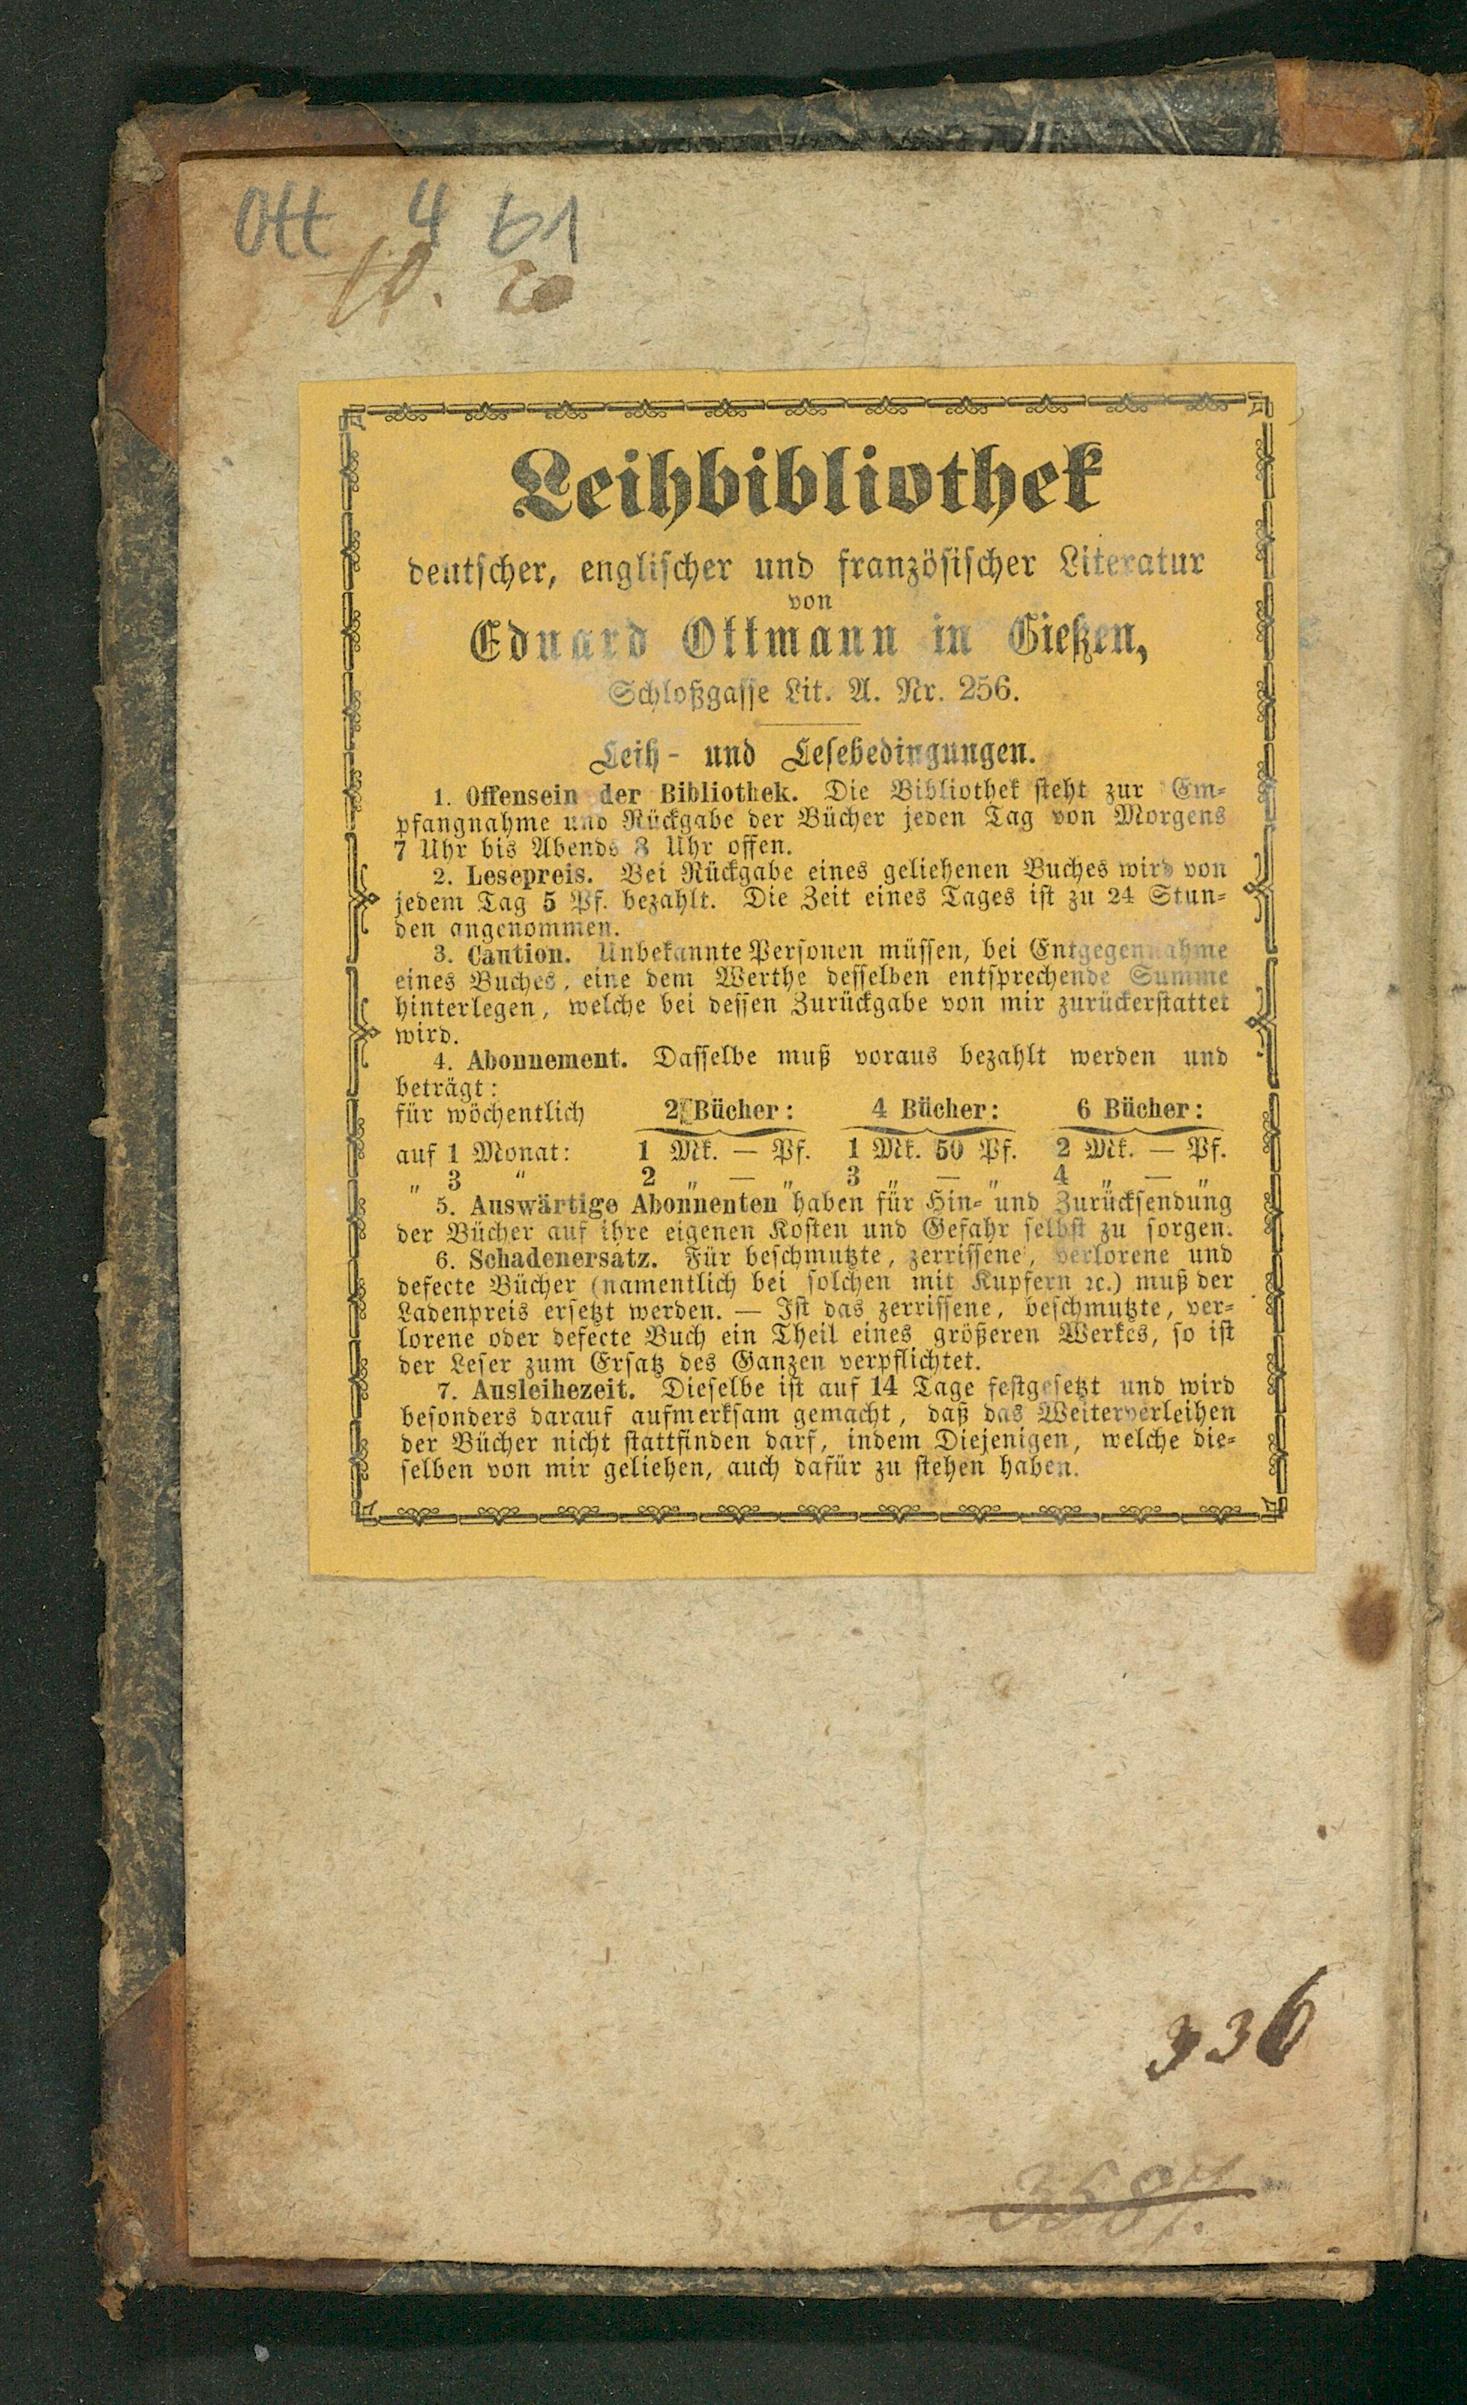 Ott 4 61
10. 20
Leihbibliothek
deutscher, englischer und französischer Literatur
von
Eduard Ottmann in Gießen,
Schloßgasse Lit. A. Nr. 256.
Leih- und Lesebedingungen.
1. Offensein der Bibliothek. Die Bibliothek steht zur Em-
pfangnahme und Rückgabe der Bücher jeden Tag von Morgens
7 Uhr bis Abends 8 Uhr offen.
2. Lesepreis. Bei Rückgabe eines geliehenen Buches wird von
jedem Tag 5 Pf. bezahlt. Die Zeit eines Tages ist zu 24 Stun-
den angenommen.
3. Caution. Unbekannte Personen müssen, bei Entgegennahme
eines Buches, eine dem Werthe desselben entsprechende Summe
hinterlegen, welche bei dessen Zurückgabe von mir zurückerstattet
wird.
4. Abonnement. Dasselbe muß voraus bezahlt werden und
beträgt:
für wöchentlich 2 Bücher: 4 Bücher: 6 Bücher:
auf 1 Monat: 1 Mk. — Pf. 1 Mk. 50 Pf. 2 Mk. — Pf.
„ 3 " 2 „ — „ 3 „ — „ 4 „ — „
5. Auswärtige Abonnenten haben für Hin- und Zurücksendung
der Bücher auf ihre eigenen Kosten und Gefahr selbst zu sorgen.
6. Schadenersatz. Für beschmutzte, zerrissene, verlorene und
defecte Bücher (namentlich bei solchen mit Kupfern ꝛc.) muß der
Ladenpreis ersetzt werden. — Ist das zerrissene, beschmutzte, ver-
lorene oder defecte Buch ein Theil eines größeren Werkes, so ist
der Leser zum Ersatz des Ganzen verpflichtet.
7. Ausleihezeit. Dieselbe ist auf 14 Tage festgesetzt und wird
besonders darauf aufmerksam gemacht, daß das Weiterverleihen
der Bücher nicht stattfinden darf, indem Diejenigen, welche die-
selben von mir geliehen, auch dafür zu stehen haben.
336